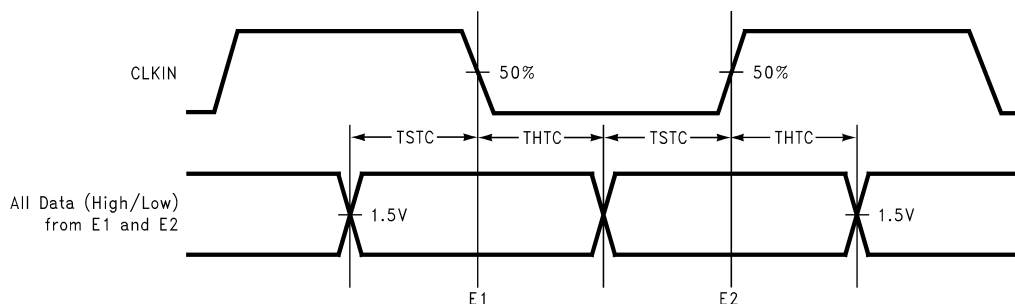 CLKIN
50%
50%
TSTC
THTC
TSTC
THTC
All Data (High/Low)
from E1 and E2
1.5V
1.5V
E1
E2